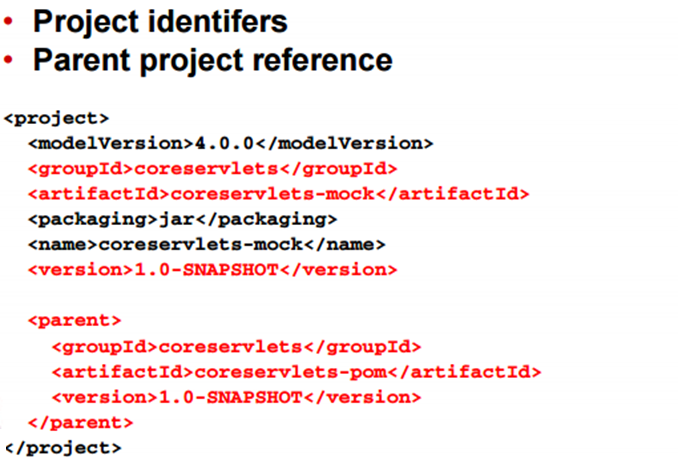 • Project identifers
• Parent project reference
<project>
<modelVersion>4.0.0</modelVersion>
<groupId>coreservlets</groupId>
<artifactId>coreservlets-mock</artifactId>
<packaging>jar</packaging>
<name>coreservlets-mock</name>
<version>1.0-SNAPSHOT</version>
<parent>
<groupId>coreservlets</groupId>
<artifactId>coreservlets-pom</artifactId>
<version>1.0-SNAPSHOT</version>
</parent>
</project>